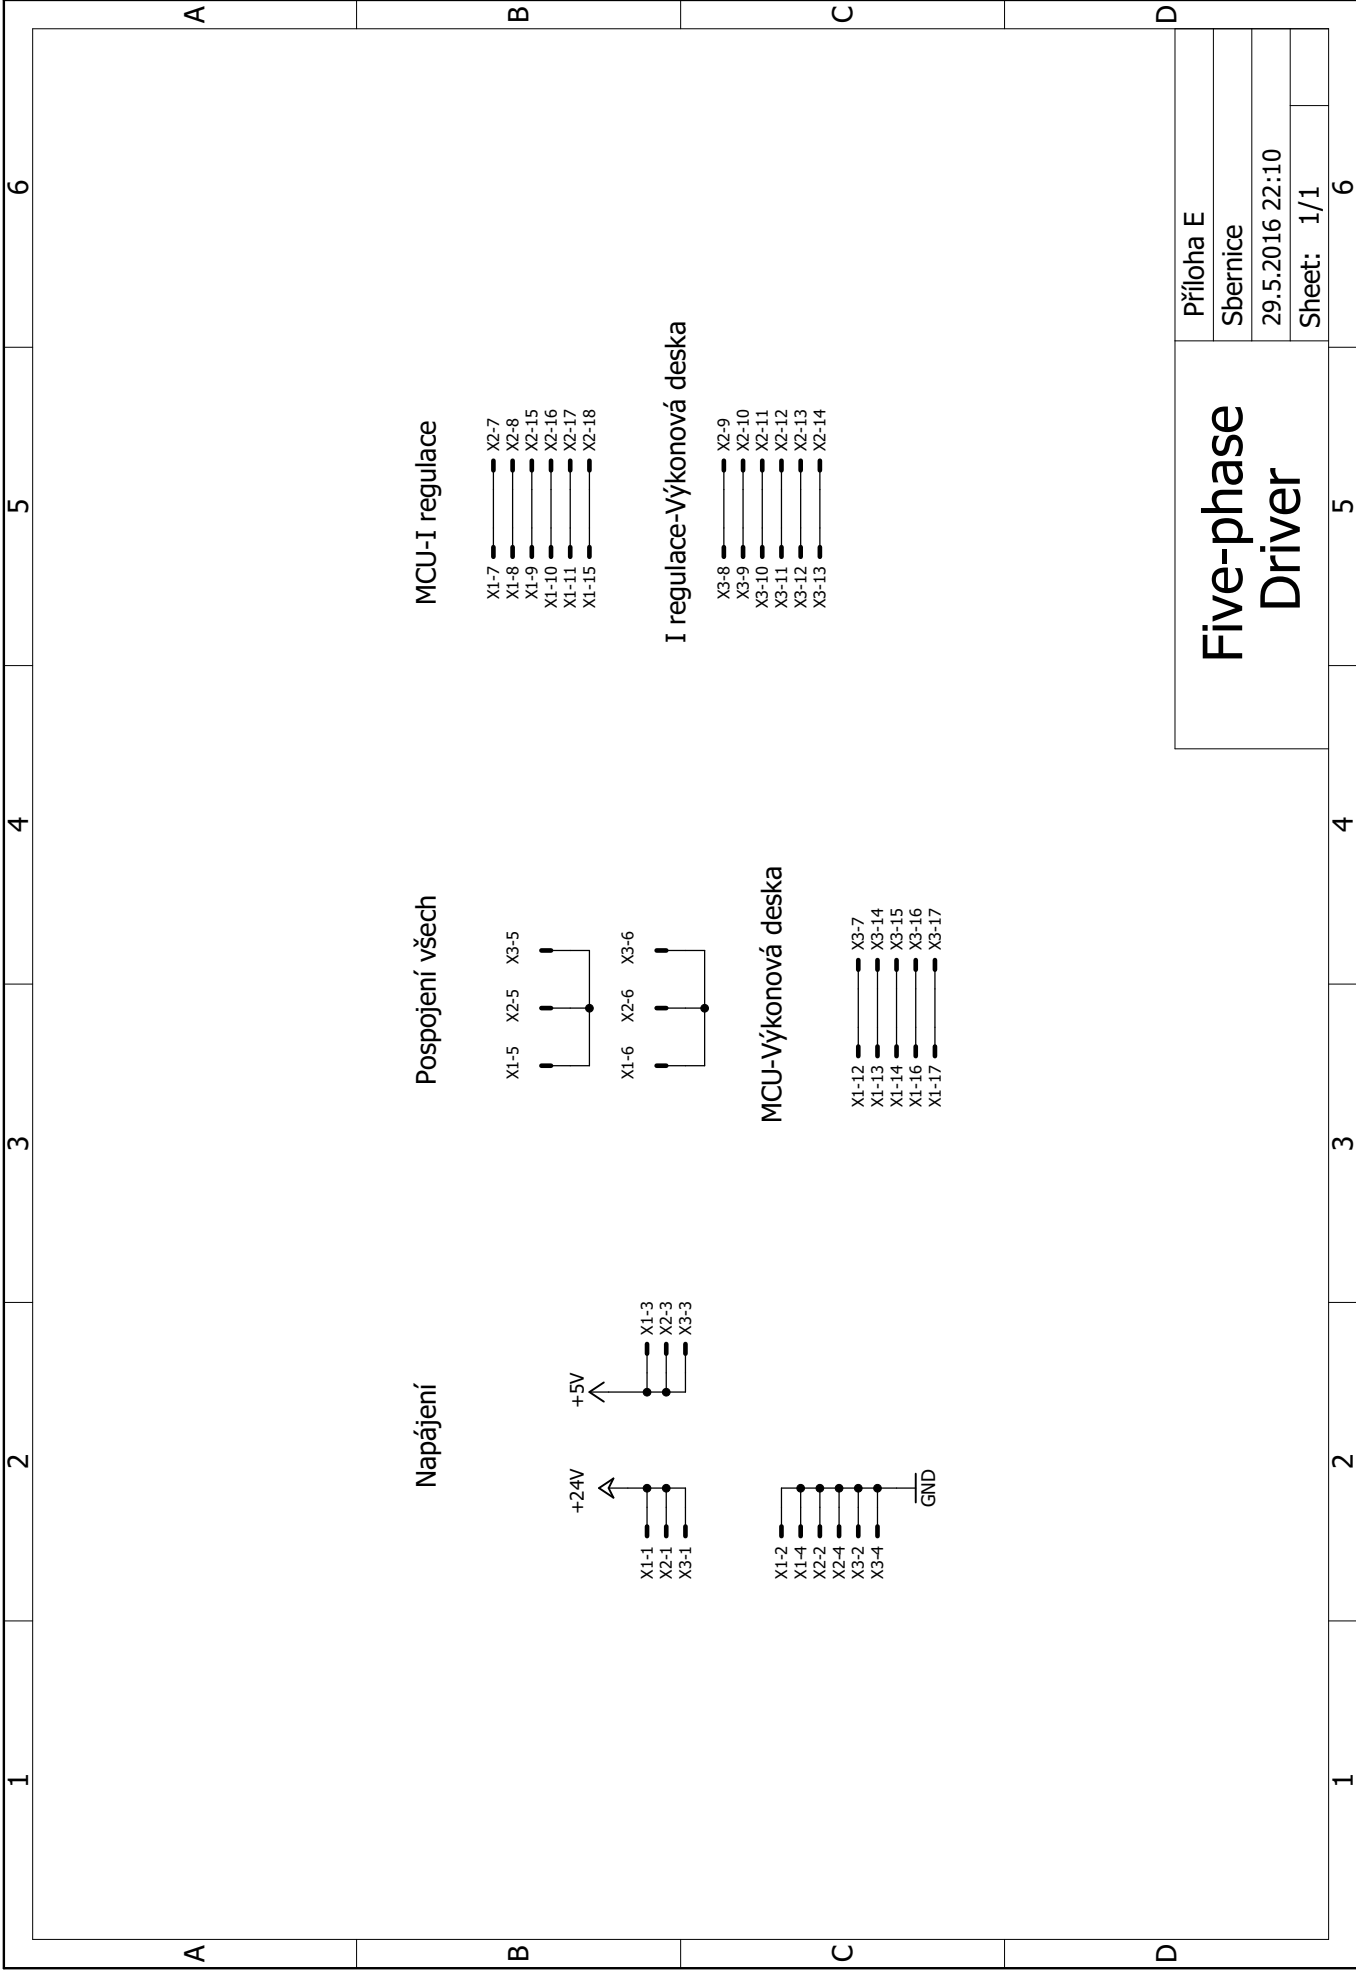 1
2
3
4
5
6
A
B
C
D
Napájení
+24V
X1-1
X2-1
X3-1
+5V
X1-3
X2-3
X3-3
X1-2
X1-4
X2-2
X2-4
X3-2
X3-4
GND
Pospojení všech
X1-5 X2-5 X3-5
X1-6 X2-6 X3-6
MCU-Výkonová deska
X1-12 X3-7
X1-13 X3-14
X1-14 X3-15
X1-16 X3-16
X1-17 X3-17
MCU-I regulace
X1-7 X2-7
X1-8 X2-8
X1-9 X2-15
X1-10 X2-16
X1-11 X2-17
X1-15 X2-18
I regulace-Výkonová deska
X3-8 X2-9
X3-9 X2-10
X3-10 X2-11
X3-11 X2-12
X3-12 X2-13
X3-13 X2-14
Five-phase
Driver
Příloha E
Sbernice
29.5.2016 22:10
Sheet: 1/1
A
B
C
D
1
2
3
4
5
6